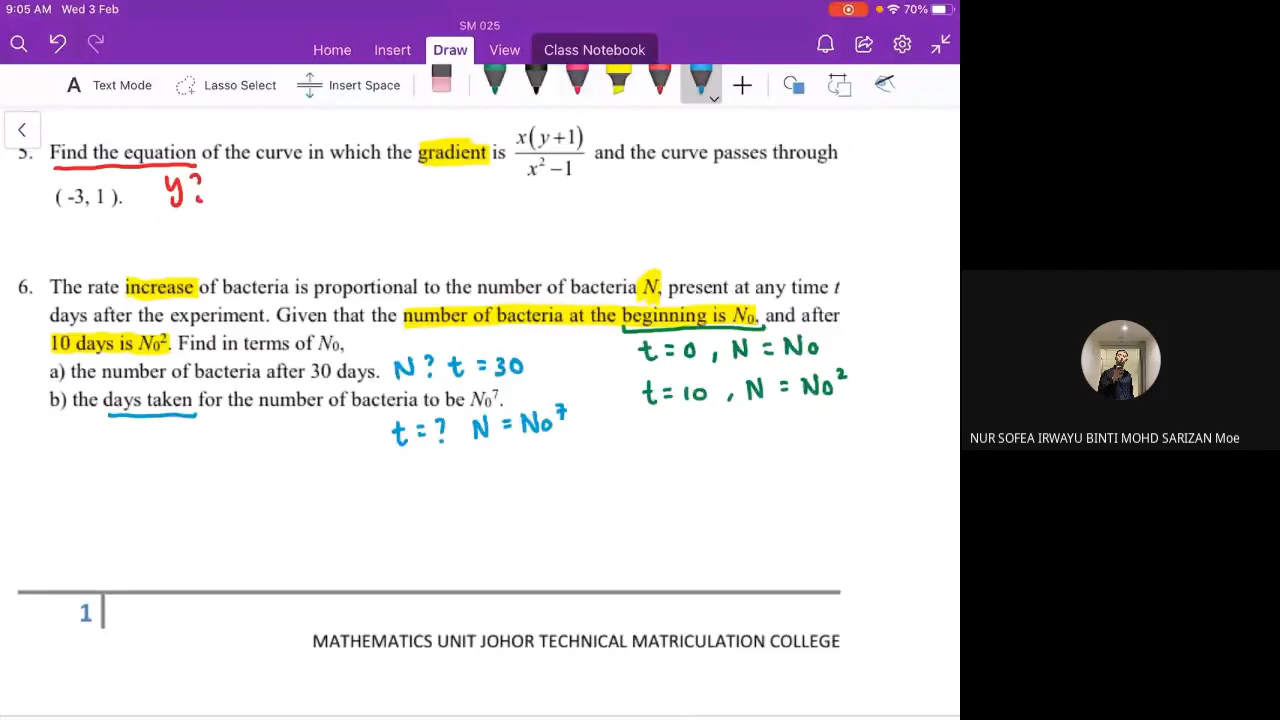 9:05 AM Wed 3 Feb
70%
SM 025
Home Insert Draw View Class Notebook
Text Mode Lasso Select Insert Space
5. Find the equation of the curve in which the gradient is x(y+1) / x² −1 and the curve passes through
( -3, 1 ). y?
6. The rate increase of bacteria is proportional to the number of bacteria N, present at any time t
days after the experiment. Given that the number of bacteria at the beginning is N₀, and after
10 days is N₀². Find in terms of N₀,
t = 0 , N = No
a) the number of bacteria after 30 days. N ? t = 30
t = 10 , N = No²
b) the days taken for the number of bacteria to be N₀⁷.
t = ? N = No⁷
1
MATHEMATICS UNIT JOHOR TECHNICAL MATRICULATION COLLEGE
NUR SOFEA IRWAYU BINTI MOHD SARIZAN Moe